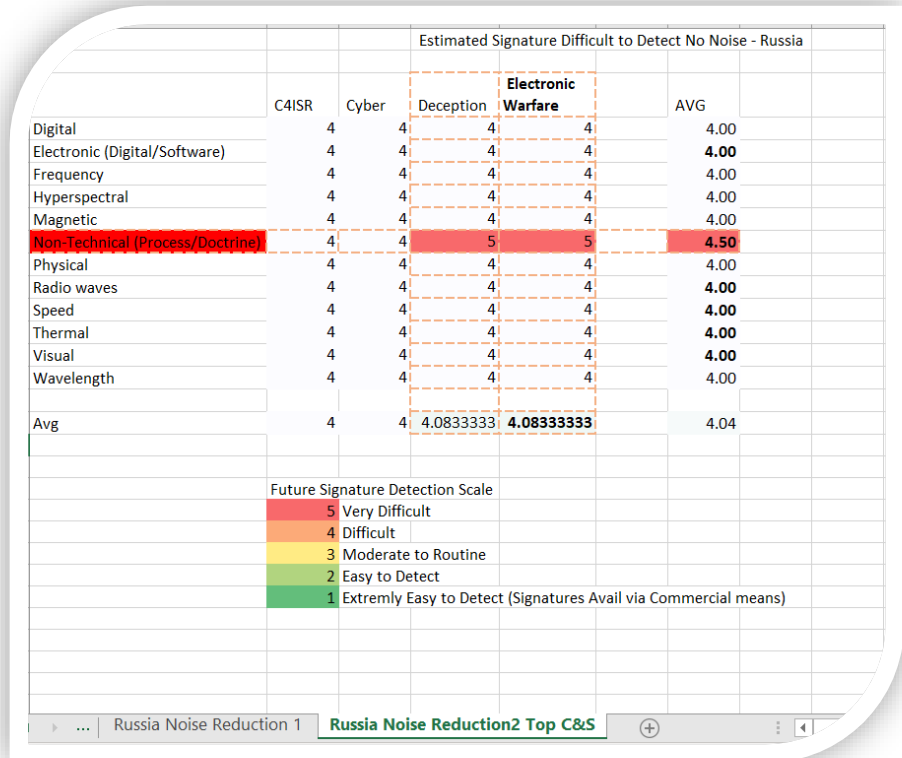 Estimated Signature Difficult to Detect No Noise - Russia
C4ISR Cyber Deception Electronic Warfare AVG
Digital 4 4 4 4 4.00
Electronic (Digital/Software) 4 4 4 4 4.00
Frequency 4 4 4 4 4.00
Hyperspectral 4 4 4 4 4.00
Magnetic 4 4 4 4 4.00
Non-Technical (Process/Doctrine) 4 4 5 5 4.50
Physical 4 4 4 4 4.00
Radio waves 4 4 4 4 4.00
Speed 4 4 4 4 4.00
Thermal 4 4 4 4 4.00
Visual 4 4 4 4 4.00
Wavelength 4 4 4 4 4.00
Avg 4 4 4.0833333 4.08333333 4.04
Future Signature Detection Scale
5 Very Difficult
4 Difficult
3 Moderate to Routine
2 Easy to Detect
1 Extremly Easy to Detect (Signatures Avail via Commercial means)
... Russia Noise Reduction 1 Russia Noise Reduction2 Top C&S